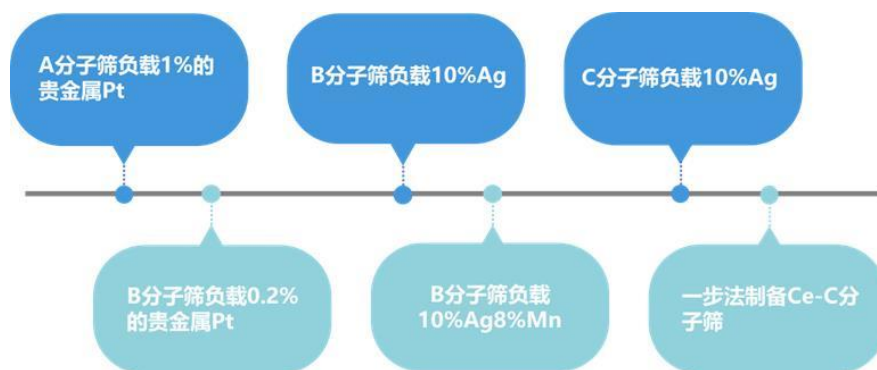 A分子筛负载1%的
贵金属Pt
B分子筛负载0.2%
的贵金属Pt
B分子筛负载10%Ag
B分子筛负载
10%Ag8%Mn
C分子筛负载10%Ag
一步法制备Ce-C分
子筛